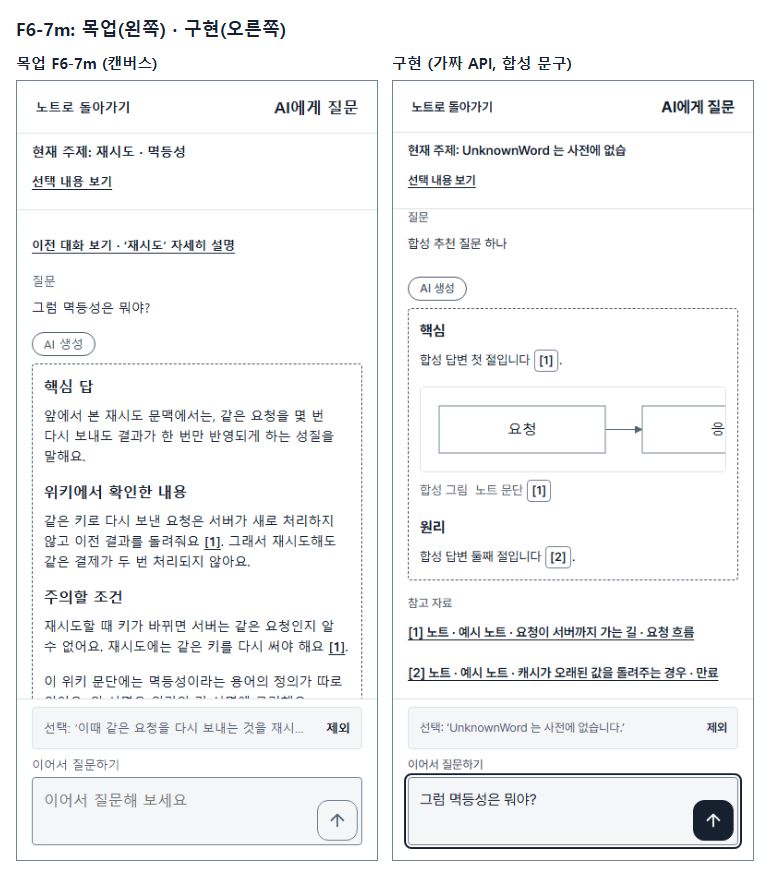 F6-7m: 목업(왼쪽) · 구현(오른쪽)
목업 F6-7m (캔버스)
노트로 돌아가기
AI에게 질문
현재 주제: 재시도 · 멱등성
선택 내용 보기
이전 대화 보기 · ‘재시도’ 자세히 설명
질문
그럼 멱등성은 뭐야?
AI 생성
핵심 답
앞에서 본 재시도 문맥에서는, 같은 요청을 몇 번
다시 보내도 결과가 한 번만 반영되게 하는 성질을
말해요.
위키에서 확인한 내용
같은 키로 다시 보낸 요청은 서버가 새로 처리하지
않고 이전 결과를 돌려줘요 [1]. 그래서 재시도해도
같은 결제가 두 번 처리되지 않아요.
주의할 조건
재시도할 때 키가 바뀌면 서버는 같은 요청인지 알
수 없어요. 재시도에는 같은 키를 다시 써야 해요 [1].
이 위키 문단에는 멱등성이라는 용어의 정의가 따로
선택: ‘이때 같은 요청을 다시 보내는 것을 재시...
제외
이어서 질문하기
이어서 질문해 보세요
구현 (가짜 API, 합성 문구)
노트로 돌아가기
AI에게 질문
현재 주제: UnknownWord 는 사전에 없습
선택 내용 보기
질문
합성 추천 질문 하나
AI 생성
핵심
합성 답변 첫 절입니다 [1].
요청
응
합성 그림 노트 문단 [1]
원리
합성 답변 둘째 절입니다 [2].
참고 자료
[1] 노트 · 예시 노트 · 요청이 서버까지 가는 길 · 요청 흐름
[2] 노트 · 예시 노트 · 캐시가 오래된 값을 돌려주는 경우 · 만료
선택: ‘UnknownWord 는 사전에 없습니다.’
제외
이어서 질문하기
그럼 멱등성은 뭐야?